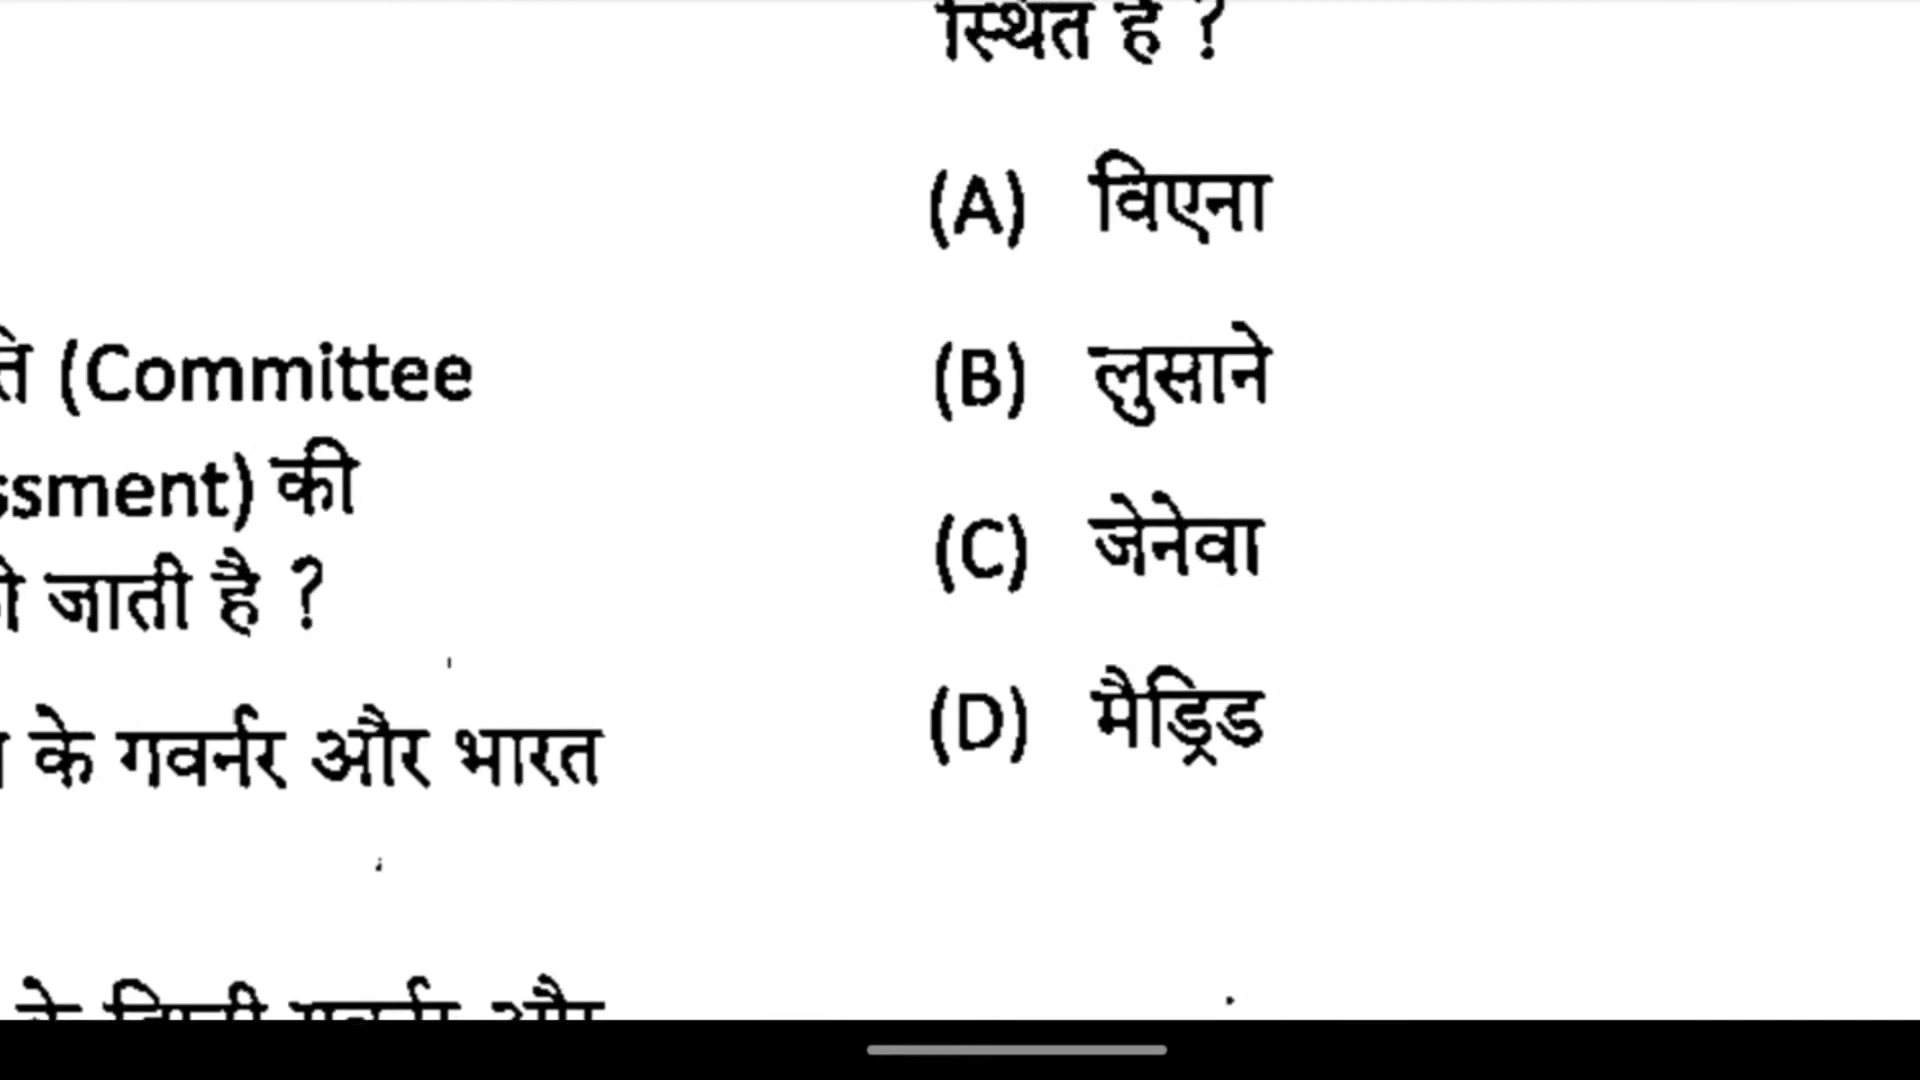 ते (Committee
ssment) की
जाती है ?
के गवर्नर और भारत
स्थित है ?
(A) विएना
(B) लुसाने
(C) जेनेवा
(D) मैड्रिड